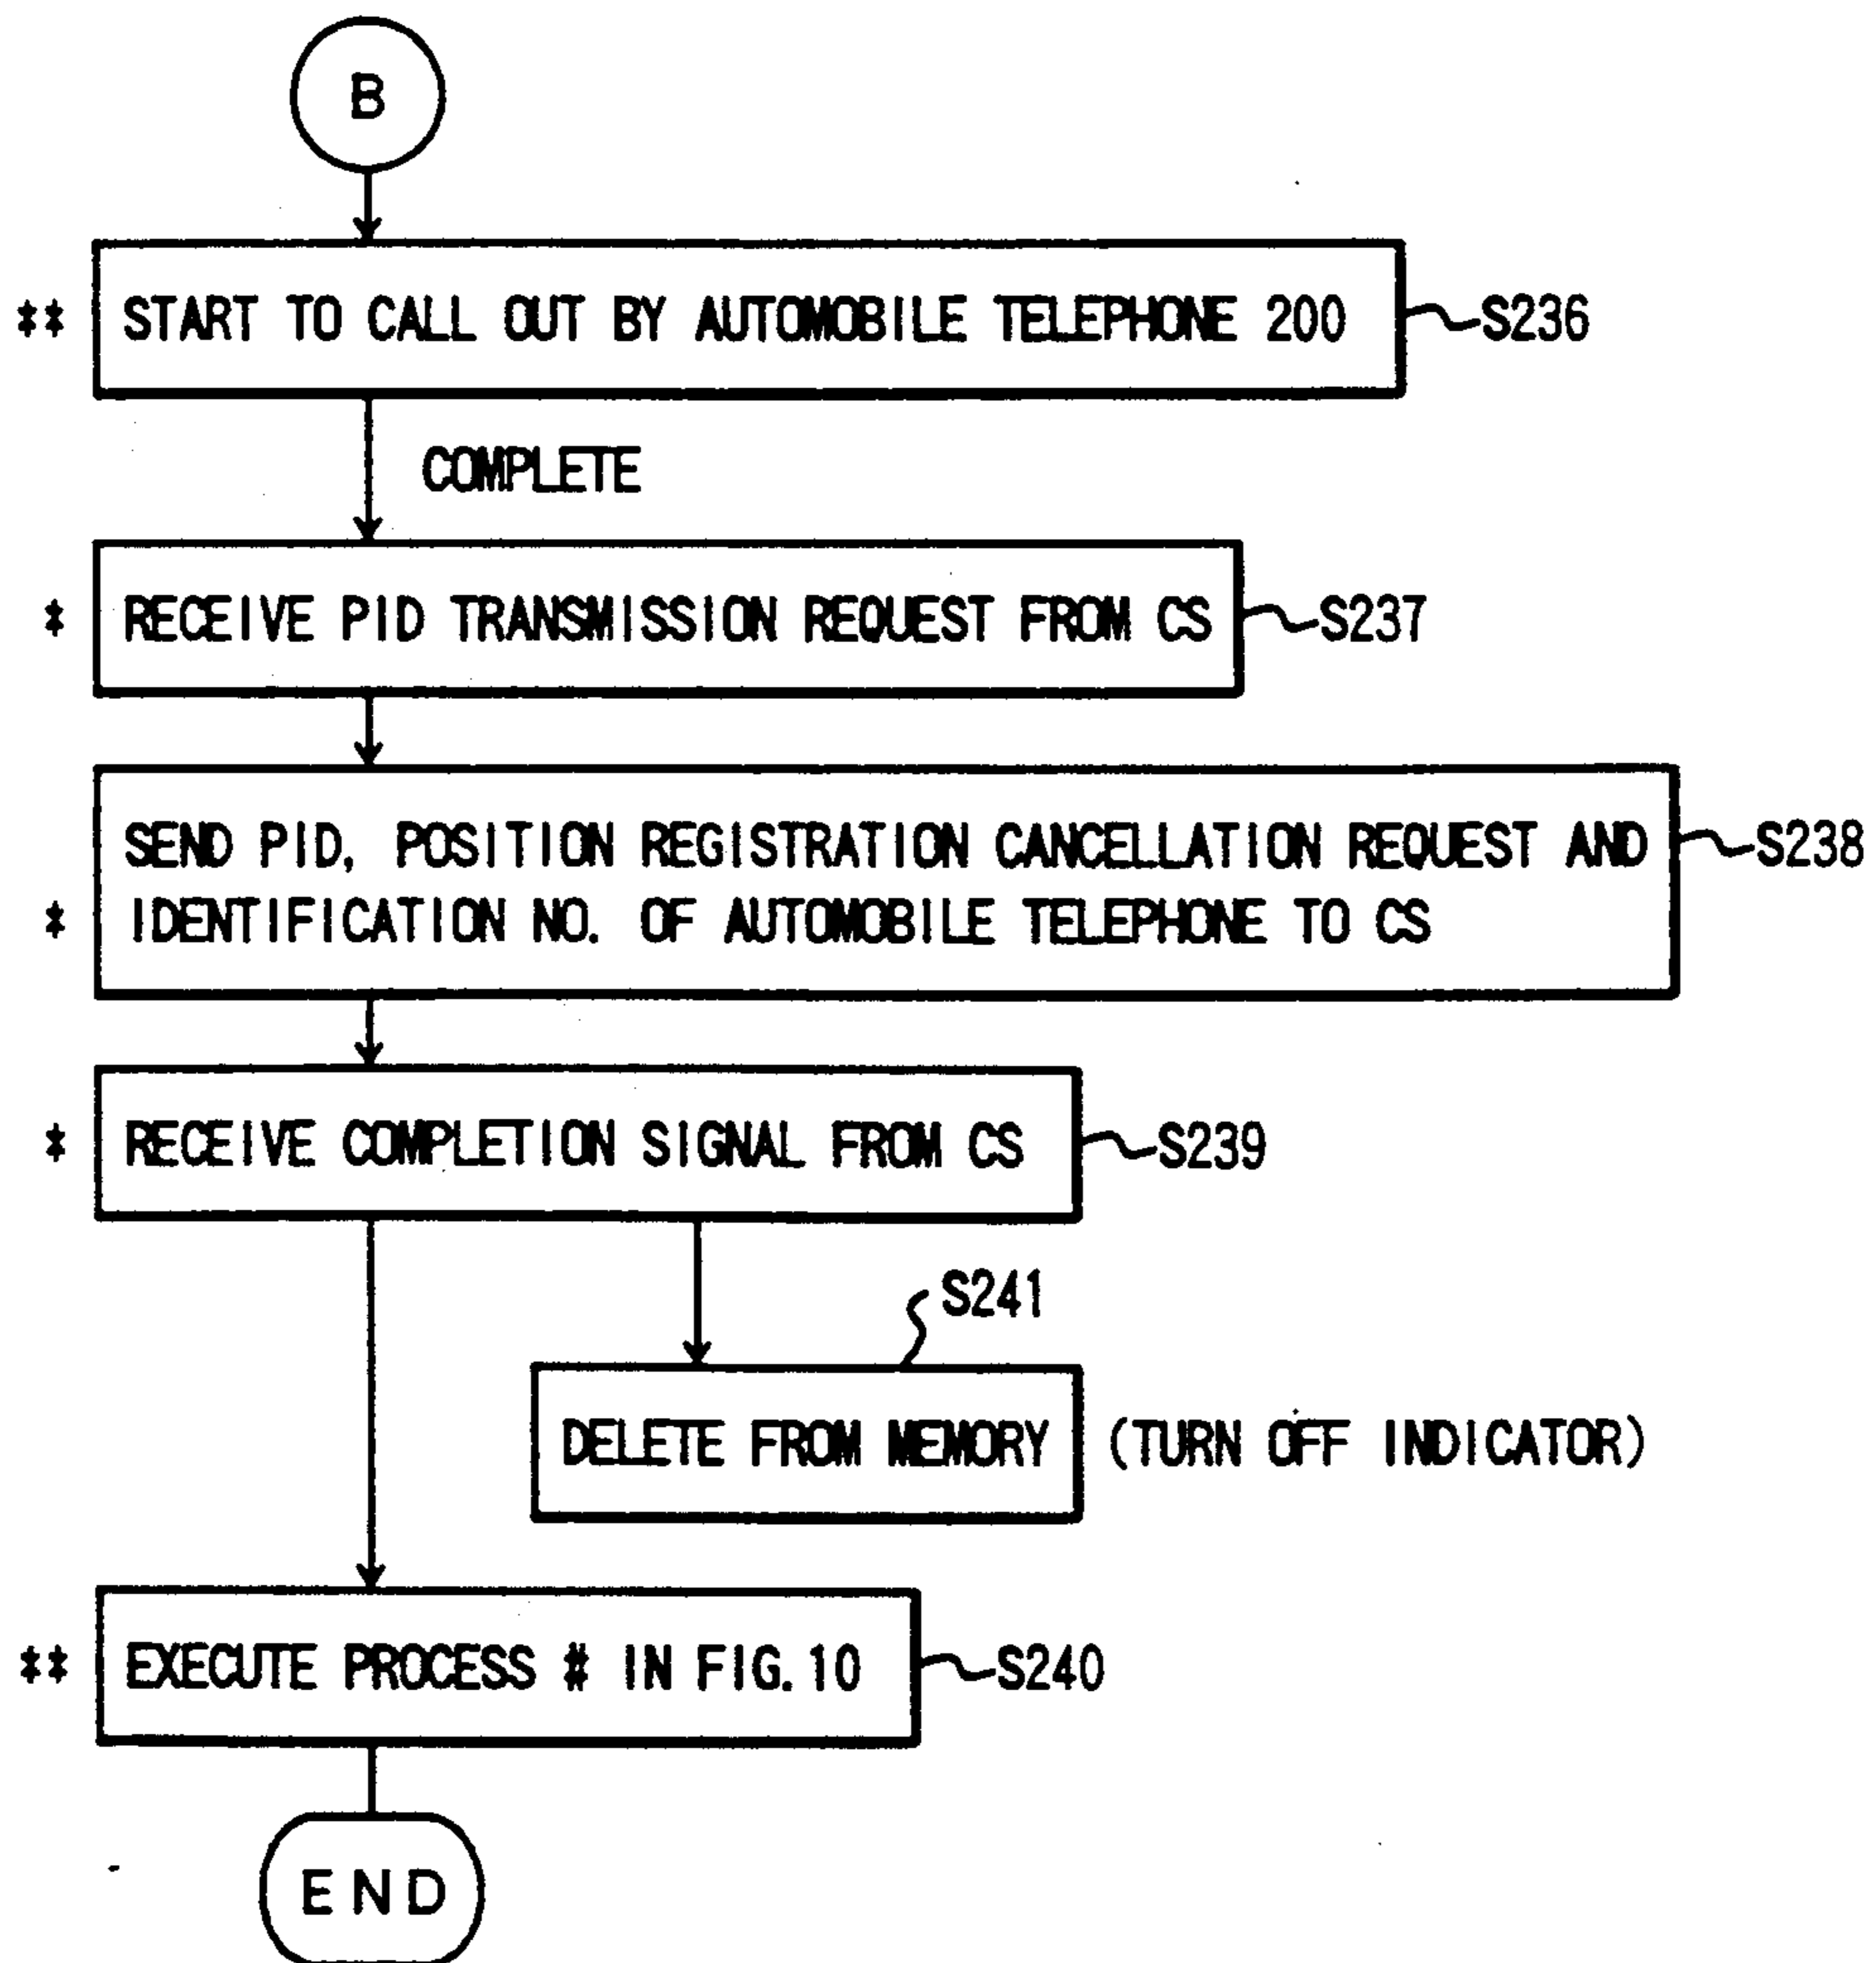 B
** START TO CALL OUT BY AUTOMOBILE TELEPHONE 200 S236
COMPLETE
* RECEIVE PID TRANSMISSION REQUEST FROM CS S237
SEND PID, POSITION REGISTRATION CANCELLATION REQUEST AND S238
* IDENTIFICATION NO. OF AUTOMOBILE TELEPHONE TO CS
* RECEIVE COMPLETION SIGNAL FROM CS S239
S241
DELETE FROM MEMORY (TURN OFF INDICATOR)
** EXECUTE PROCESS # IN FIG. 10 S240
END